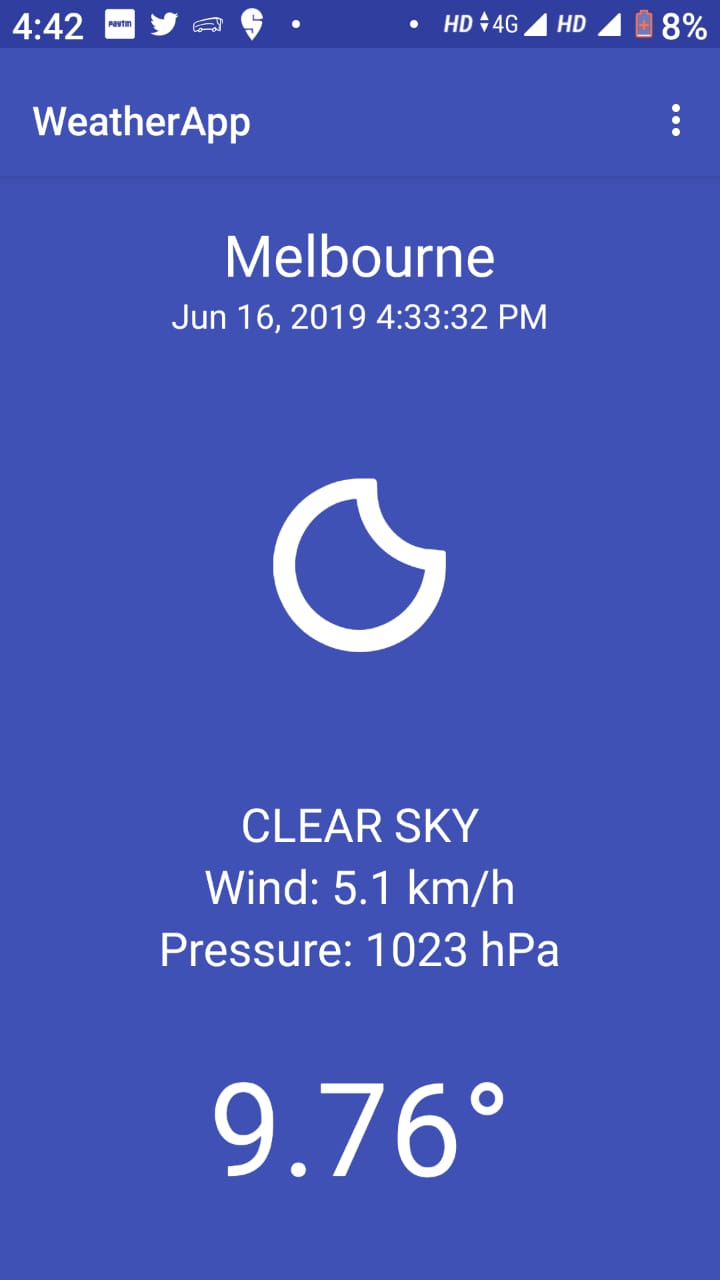 4:42 Paytm HD 4G HD 8%
WeatherApp
Melbourne
Jun 16, 2019 4:33:32 PM
CLEAR SKY
Wind: 5.1 km/h
Pressure: 1023 hPa
9.76°